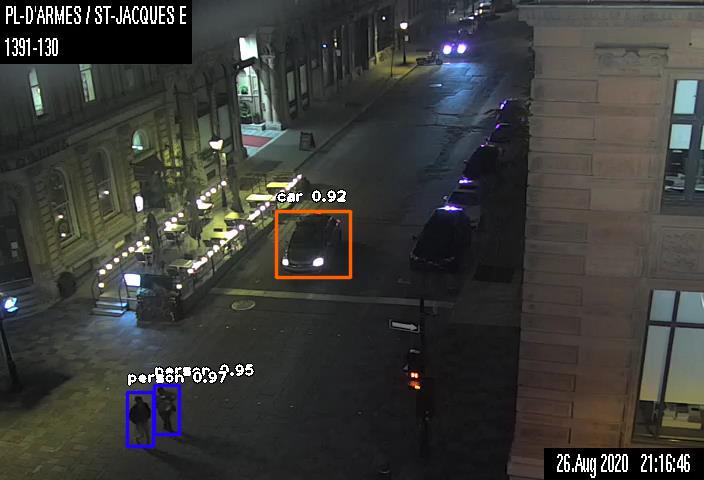 PL-D'ARMES / ST-JACQUES E
1391-130
car 0.92
person 0.95
person 0.97
26.Aug 2020 21:16:46